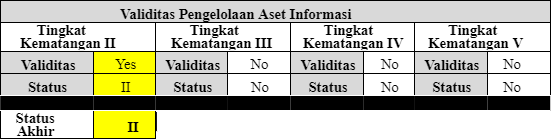 Validitas Pengelolaan Aset Informasi
Tingkat Kematangan II Tingkat Kematangan III Tingkat Kematangan IV Tingkat Kematangan V
Validitas Yes Validitas No Validitas No Validitas No
Status II Status No Status No Status No
Status Akhir II